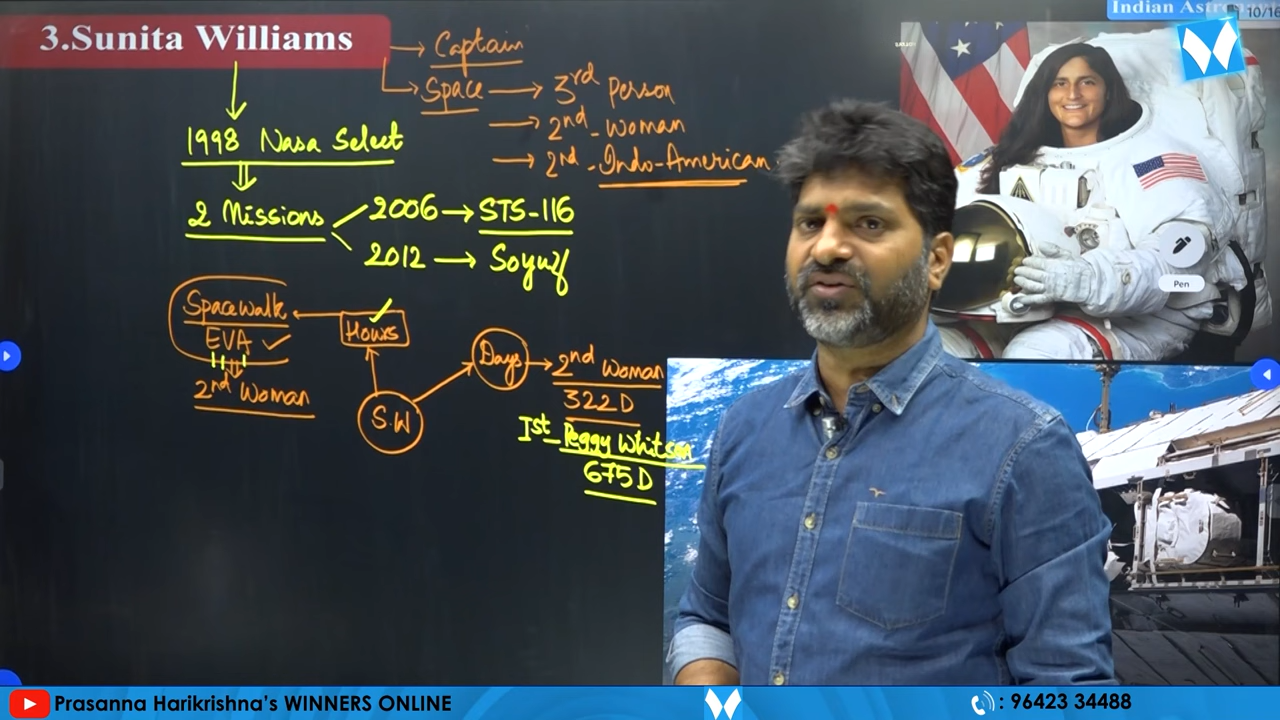 Indian Astron
10/16
3.Sunita Williams
Captain
Space → 3rd Person
→ 2nd - Woman
→ 2nd - Indo-American
1998 Nasa Select
2 Missions
2006 → STS-116
2012 → Soyuz
Spacewalk
EVA ✓
2nd Woman
Hours
S.W
Days → 2nd Woman
322D
Ist - Peggy Whitson
675D
Pen
Prasanna Harikrishna's WINNERS ONLINE
: 96423 34488